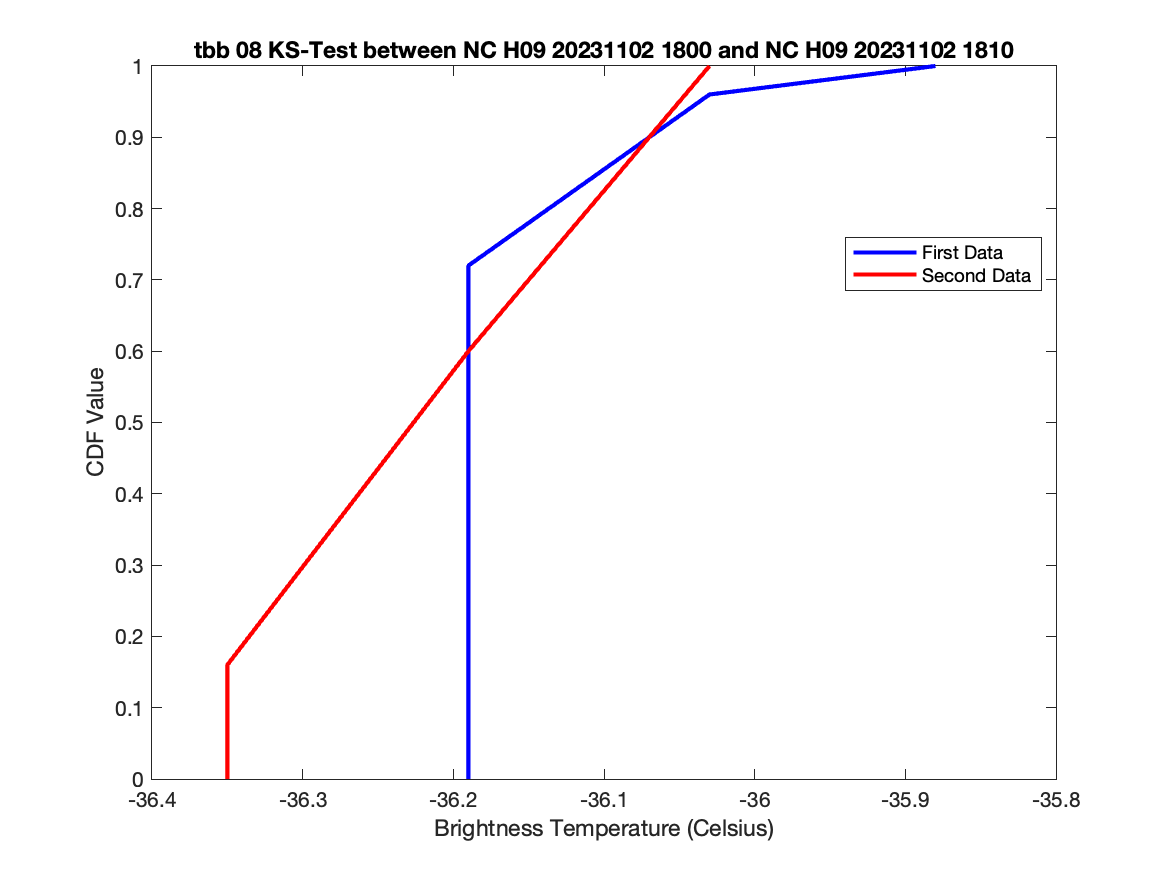 tbb 08 KS-Test between NC H09 20231102 1800 and NC H09 20231102 1810
1
0.9
0.8
0.7
0.6
0.5
0.4
0.3
0.2
0.1
0
CDF Value
First Data
Second Data
-36.4 -36.3 -36.2 -36.1 -36 -35.9 -35.8
Brightness Temperature (Celsius)